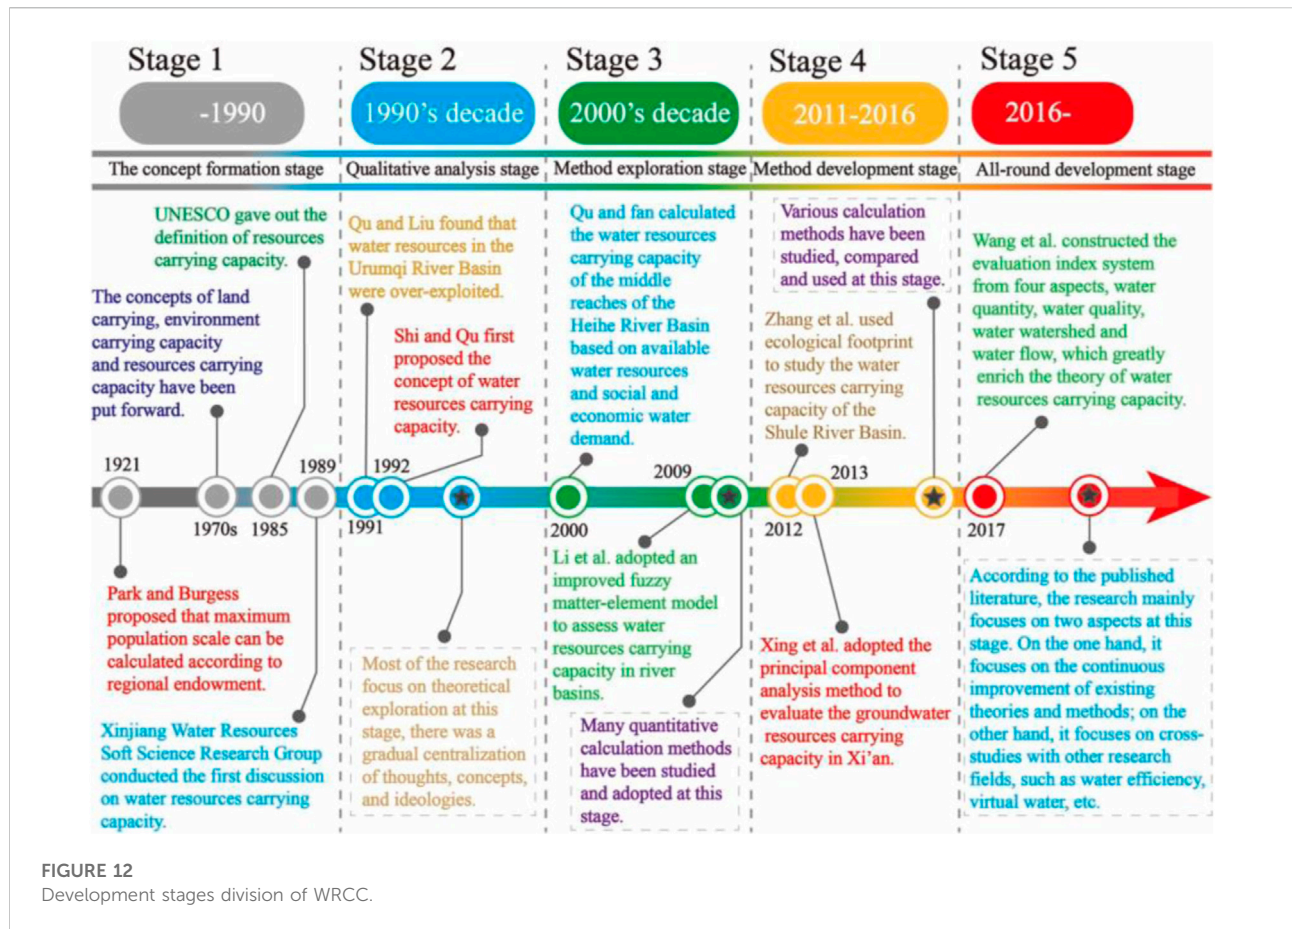 Stage 1
-1990
The concept formation stage
UNESCO gave out the
definition of resources
carrying capacity.
The concepts of land
carrying, environment
carrying capacity
and resources carrying
capacity have been
put forward.
1921
1970s
1985
1989
Park and Burgess
proposed that maximum
population scale can be
calculated according to
regional endowment.
Xinjiang Water Resources
Soft Science Research Group
conducted the first discussion
on water resources carrying
capacity.
Stage 2
1990's decade
Qualitative analysis stage
Qu and Liu found that
water resources in the
Urumqi River Basin
were over-exploited.
Shi and Qu first
proposed the
concept of water
resources carrying
capacity.
1991
1992
Most of the research
focus on theoretical
exploration at this
stage, there was a
gradual centralization
of thoughts, concepts,
and ideologies.
Stage 3
2000's decade
Method exploration stage
Qu and fan calculated
the water resources
carrying capacity
of the middle
reaches of the
Heihe River Basin
based on available
water resources
and social and
economic water
demand.
2000
2009
Li et al. adopted an
improved fuzzy
matter-element model
to assess water
resources carrying
capacity in river
basins.
Many quantitative
calculation methods
have been studied
and adopted at this
stage.
Stage 4
2011-2016
Method development stage
Various calculation
methods have been
studied, compared
and used at this stage.
Zhang et al. used
ecological footprint
to study the water
resources carrying
capacity of the
Shule River Basin.
2012
2013
Xing et al. adopted the
principal component
analysis method to
evaluate the groundwater
resources carrying
capacity in Xi'an.
Stage 5
2016-
All-round development stage
Wang et al. constructed the
evaluation index system
from four aspects, water
quantity, water quality,
water watershed and
water flow, which greatly
enrich the theory of water
resources carrying capacity.
2017
According to the published
literature, the research mainly
focuses on two aspects at this
stage. On the one hand, it
focuses on the continuous
improvement of existing
theories and methods; on the
other hand, it focuses on cross-
studies with other research
fields, such as water efficiency,
virtual water, etc.
FIGURE 12
Development stages division of WRCC.